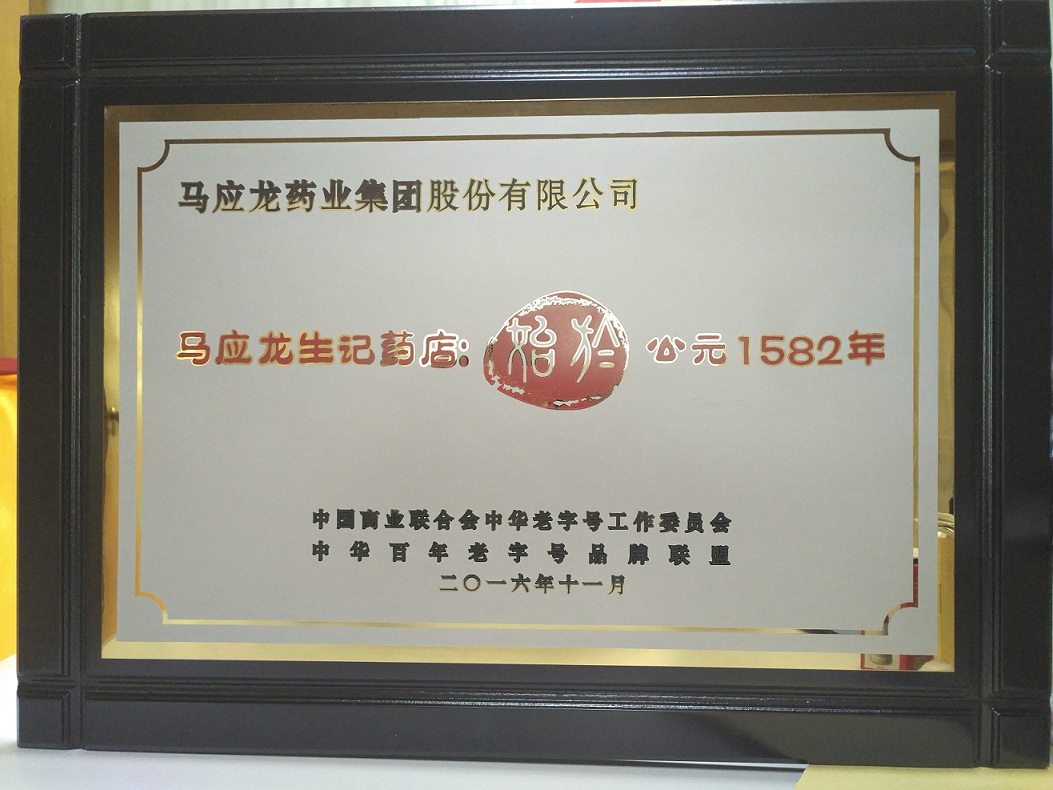 马应龙药业集团股份有限公司
马应龙生记药店: 始於 公元1582年
中国商业联合会中华老字号工作委员会
中华百年老字号品牌联盟
二〇一六年十一月